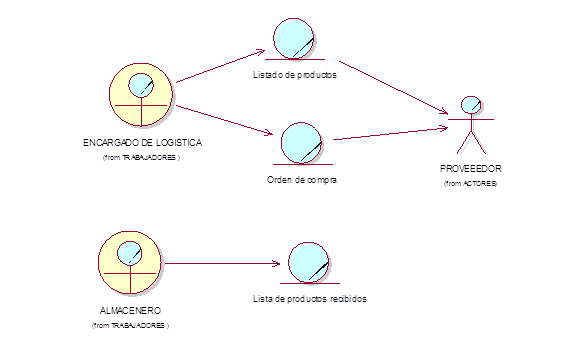 Listado de productos
ENCARGADO DE LOGISTICA
(from TRABAJADORES )
Orden de compra
PROVEEEDOR
(from ACTORES)
ALMACENERO
(from TRABAJADORES )
Lista de productos recibidos